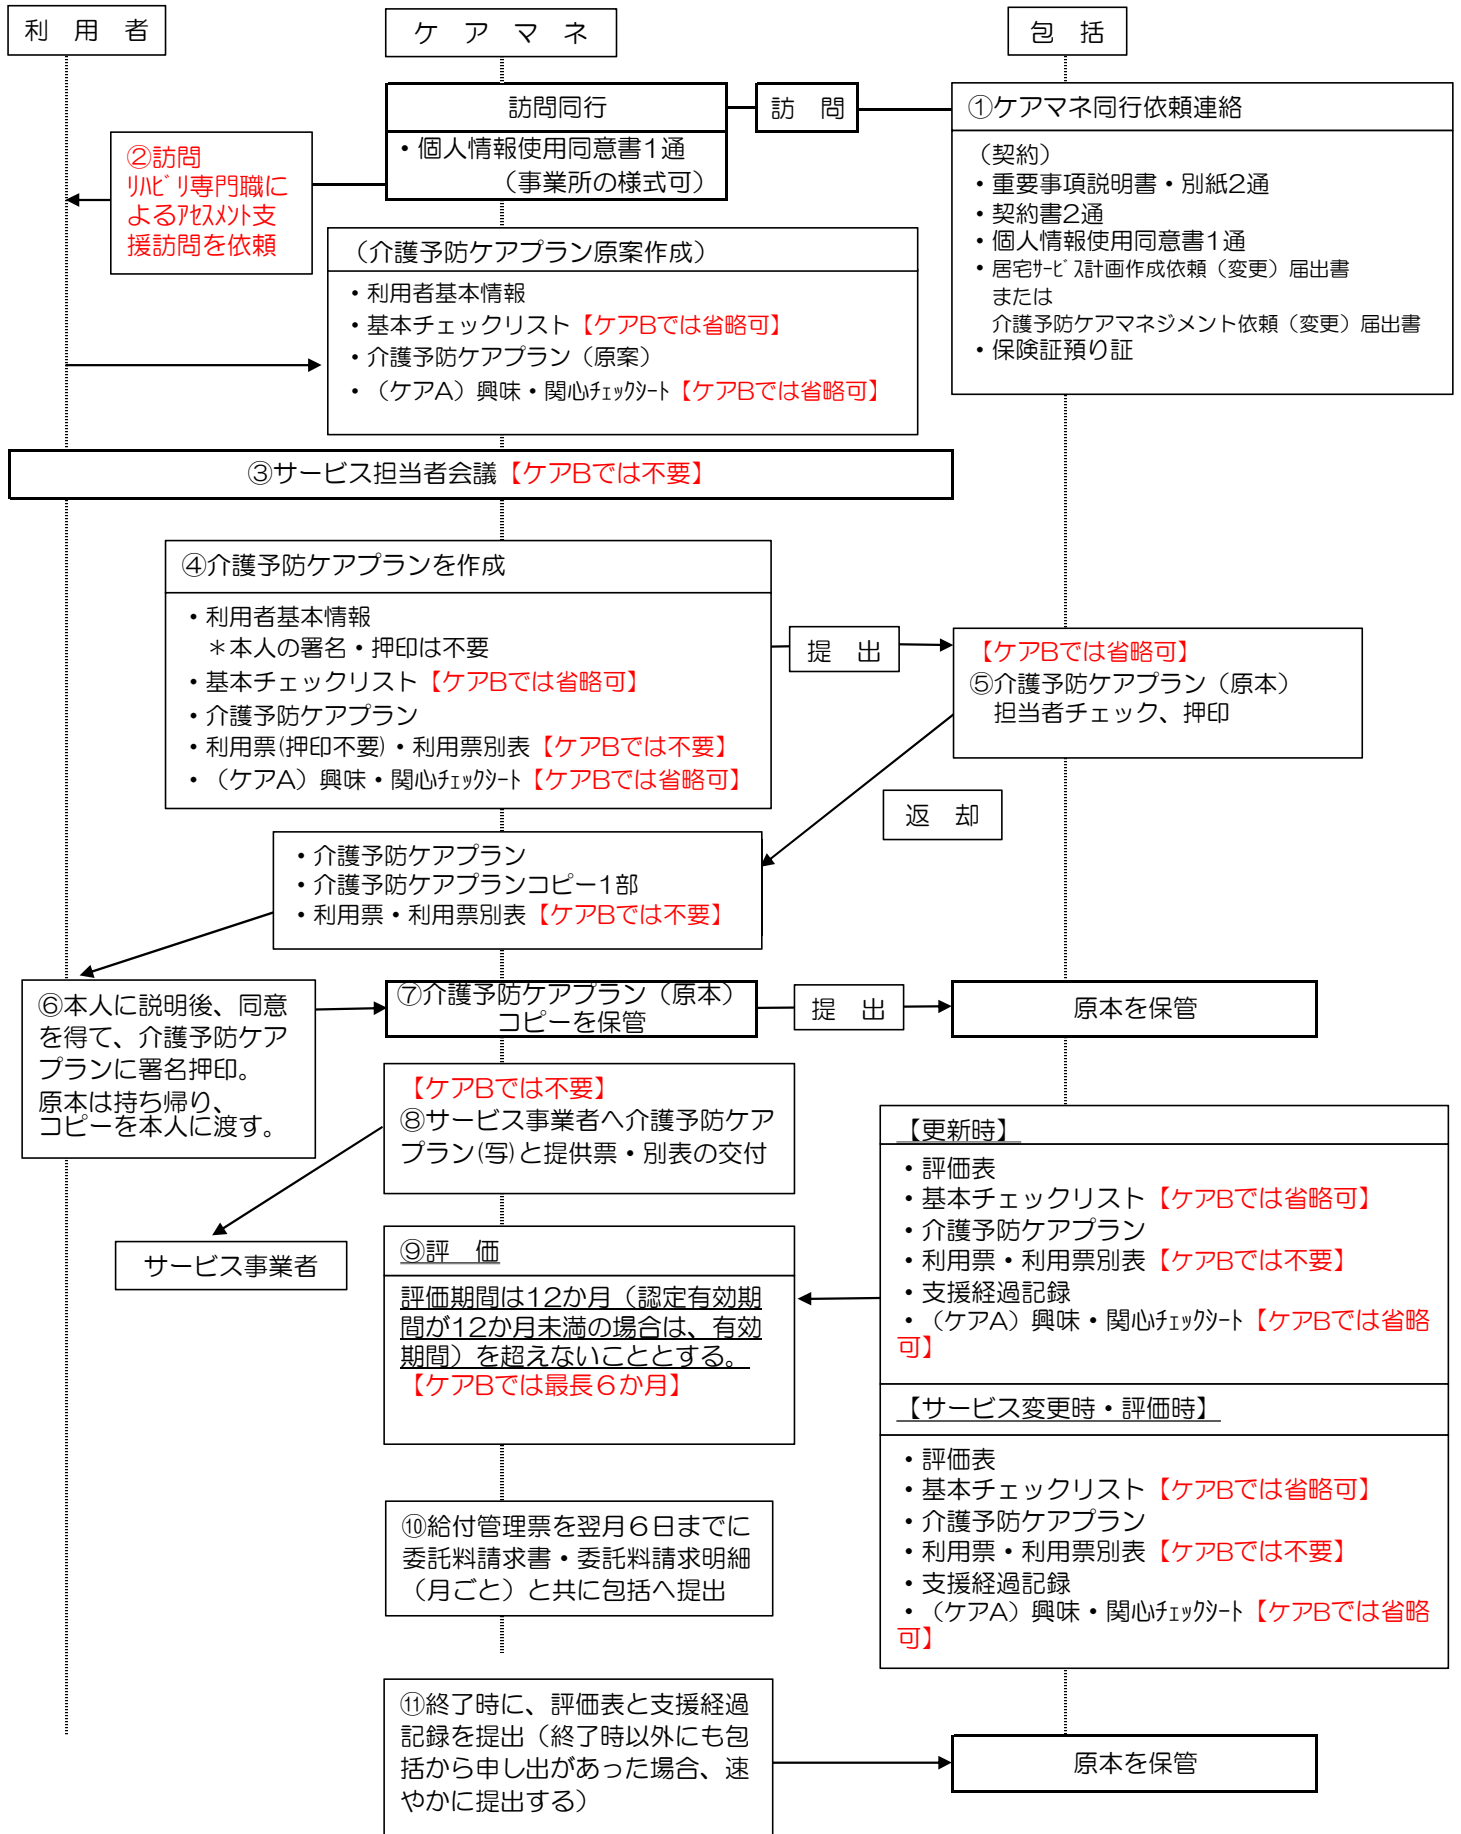 利　用　者
ケ　ア　マ　ネ
包　括
訪問同行
・個人情報使用同意書1通
（事業所の様式可）
訪　問
①ケアマネ同行依頼連絡
（契約）
・重要事項説明書・別紙2通
・契約書2通
・個人情報使用同意書1通
・居宅ｻｰﾋﾞｽ計画作成依頼（変更）届出書
または
介護予防ケアマネジメント依頼（変更）届出書
・保険証預り証
②訪問
ﾘﾊﾋﾞﾘ専門職に
よるｱｾｽﾒﾝﾄ支
援訪問を依頼
（介護予防ケアプラン原案作成）
・利用者基本情報
・基本チェックリスト【ケアBでは省略可】
・介護予防ケアプラン（原案）
・（ケアA）興味・関心ﾁｪｯｸｼｰﾄ【ケアBでは省略可】
③サービス担当者会議【ケアBでは不要】
④介護予防ケアプランを作成
・利用者基本情報
＊本人の署名・押印は不要
・基本チェックリスト【ケアBでは省略可】
・介護予防ケアプラン
・利用票(押印不要)・利用票別表【ケアBでは不要】
・（ケアA）興味・関心ﾁｪｯｸｼｰﾄ【ケアBでは省略可】
提　出
【ケアBでは省略可】
⑤介護予防ケアプラン（原本）
担当者チェック、押印
返　却
・介護予防ケアプラン
・介護予防ケアプランコピー1部
・利用票・利用票別表【ケアBでは不要】
⑥本人に説明後、同意
を得て、介護予防ケア
プランに署名押印。
原本は持ち帰り、
コピーを本人に渡す。
⑦介護予防ケアプラン（原本）
コピーを保管
提　出
原本を保管
【ケアBでは不要】
⑧サービス事業者へ介護予防ケア
プラン(写)と提供票・別表の交付
サービス事業者
【更新時】
・評価表
・基本チェックリスト【ケアBでは省略可】
・介護予防ケアプラン
・利用票・利用票別表【ケアBでは不要】
・支援経過記録
・（ケアA）興味・関心ﾁｪｯｸｼｰﾄ【ケアBでは省略
可】
⑨評　価
評価期間は12か月（認定有効期
間が12か月未満の場合は、有効
期間）を超えないこととする。
【ケアBでは最長６か月】
【サービス変更時・評価時】
・評価表
・基本チェックリスト【ケアBでは省略可】
・介護予防ケアプラン
・利用票・利用票別表【ケアBでは不要】
・支援経過記録
・（ケアA）興味・関心ﾁｪｯｸｼｰﾄ【ケアBでは省略
可】
⑩給付管理票を翌月６日までに
委託料請求書・委託料請求明細
（月ごと）と共に包括へ提出
⑪終了時に、評価表と支援経過
記録を提出（終了時以外にも包
括から申し出があった場合、速
やかに提出する）
原本を保管